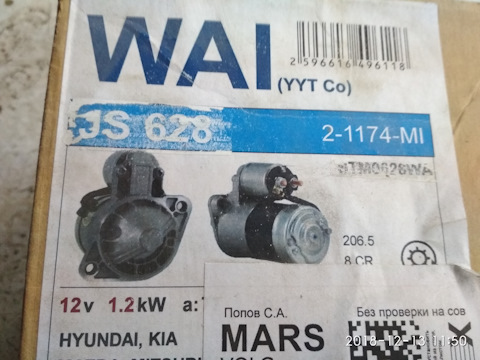 WAI
(YYT Co)
2 596616 496118
JS 628
2-1174-MI
206.5
8 CR
12v 1.2kW a:
HYUNDAI, KIA
Попов С.А.
MARS
Без проверки на сов
2018-12-13 11:50